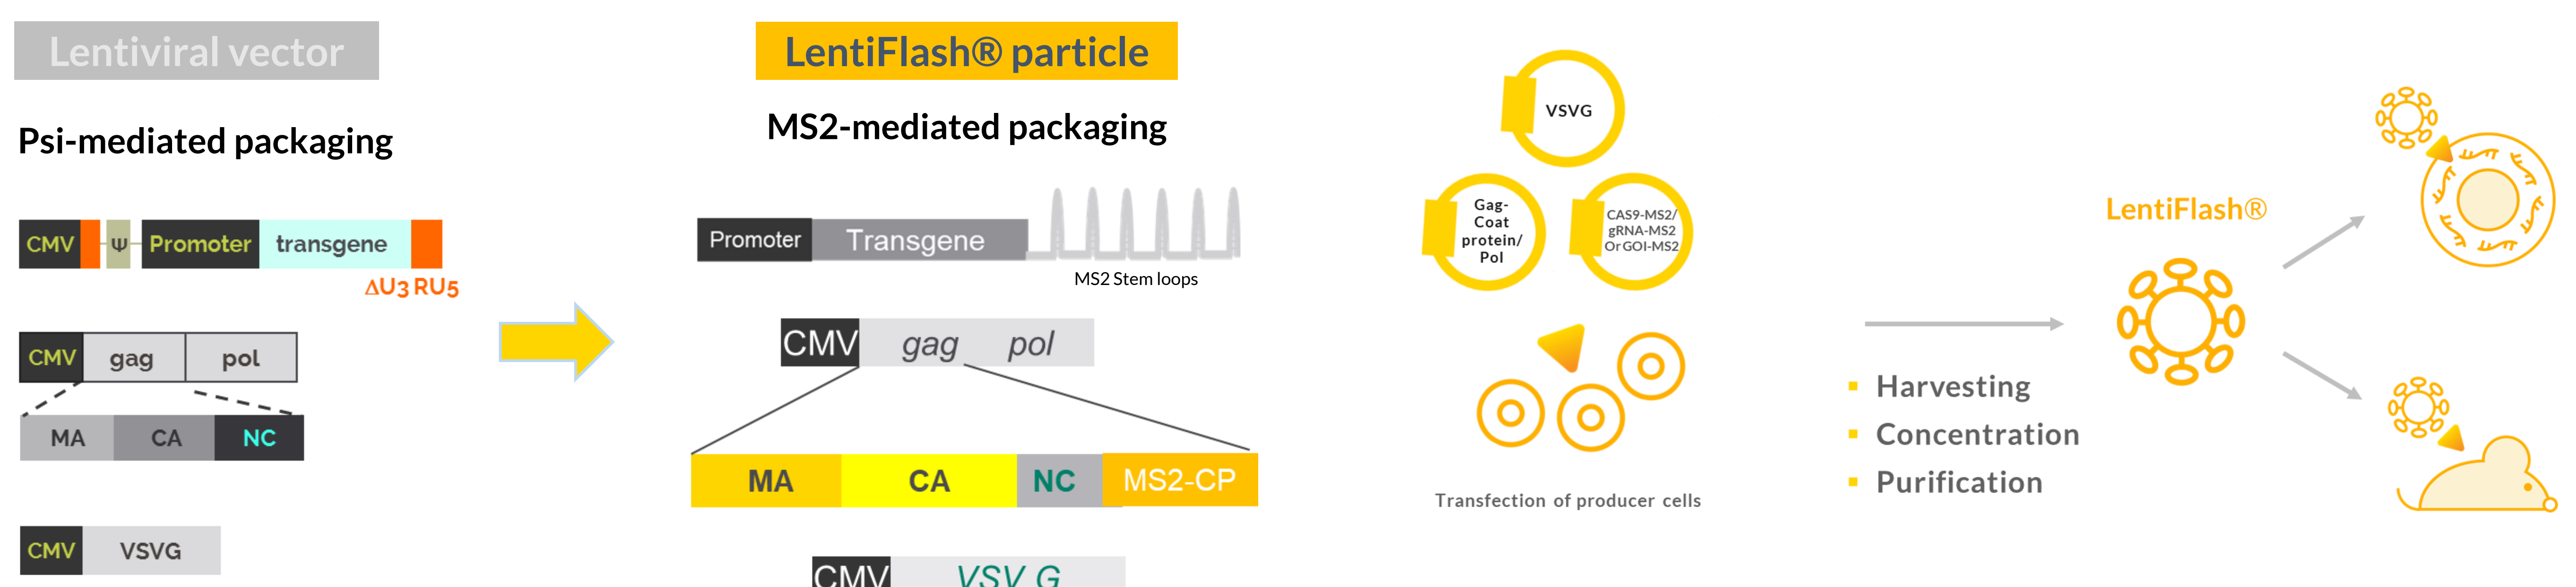 Lentiviral vector
Psi-mediated packaging
CMV Ψ Promoter transgene
ΔU3 RU5
CMV gag pol
MA CA NC
CMV VSVG
LentiFlash® particle
MS2-mediated packaging
Promoter Transgene
MS2 Stem loops
CMV gag pol
MA CA NC MS2-CP
CMV VSV G
VSVG
Gag-
Coat
protein/
Pol
CAS9-MS2/
gRNA-MS2
Or GOI-MS2
Transfection of producer cells
▪ Harvesting
▪ Concentration
▪ Purification
LentiFlash®